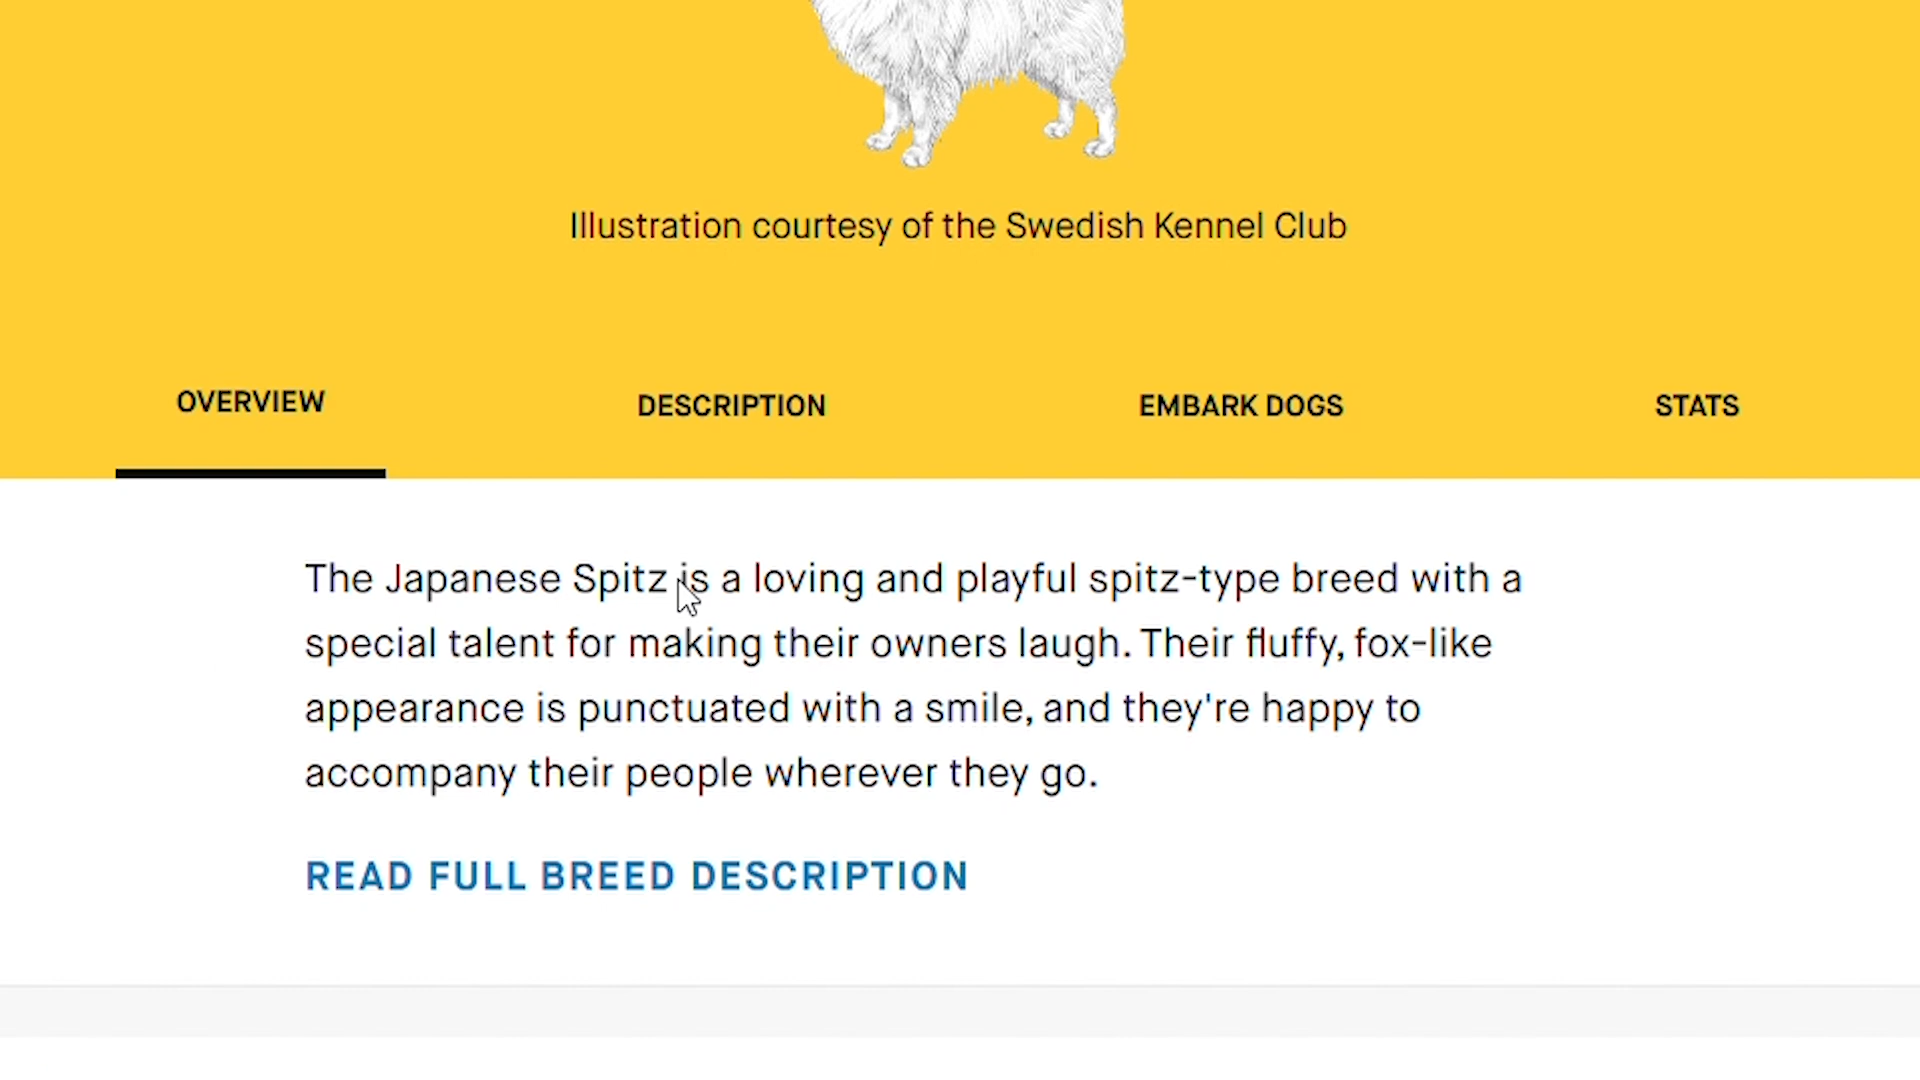 Illustration courtesy of the Swedish Kennel Club
OVERVIEW
DESCRIPTION
EMBARK DOGS
STATS
The Japanese Spitz is a loving and playful spitz-type breed with a
special talent for making their owners laugh. Their fluffy, fox-like
appearance is punctuated with a smile, and they're happy to
accompany their people wherever they go.
READ FULL BREED DESCRIPTION